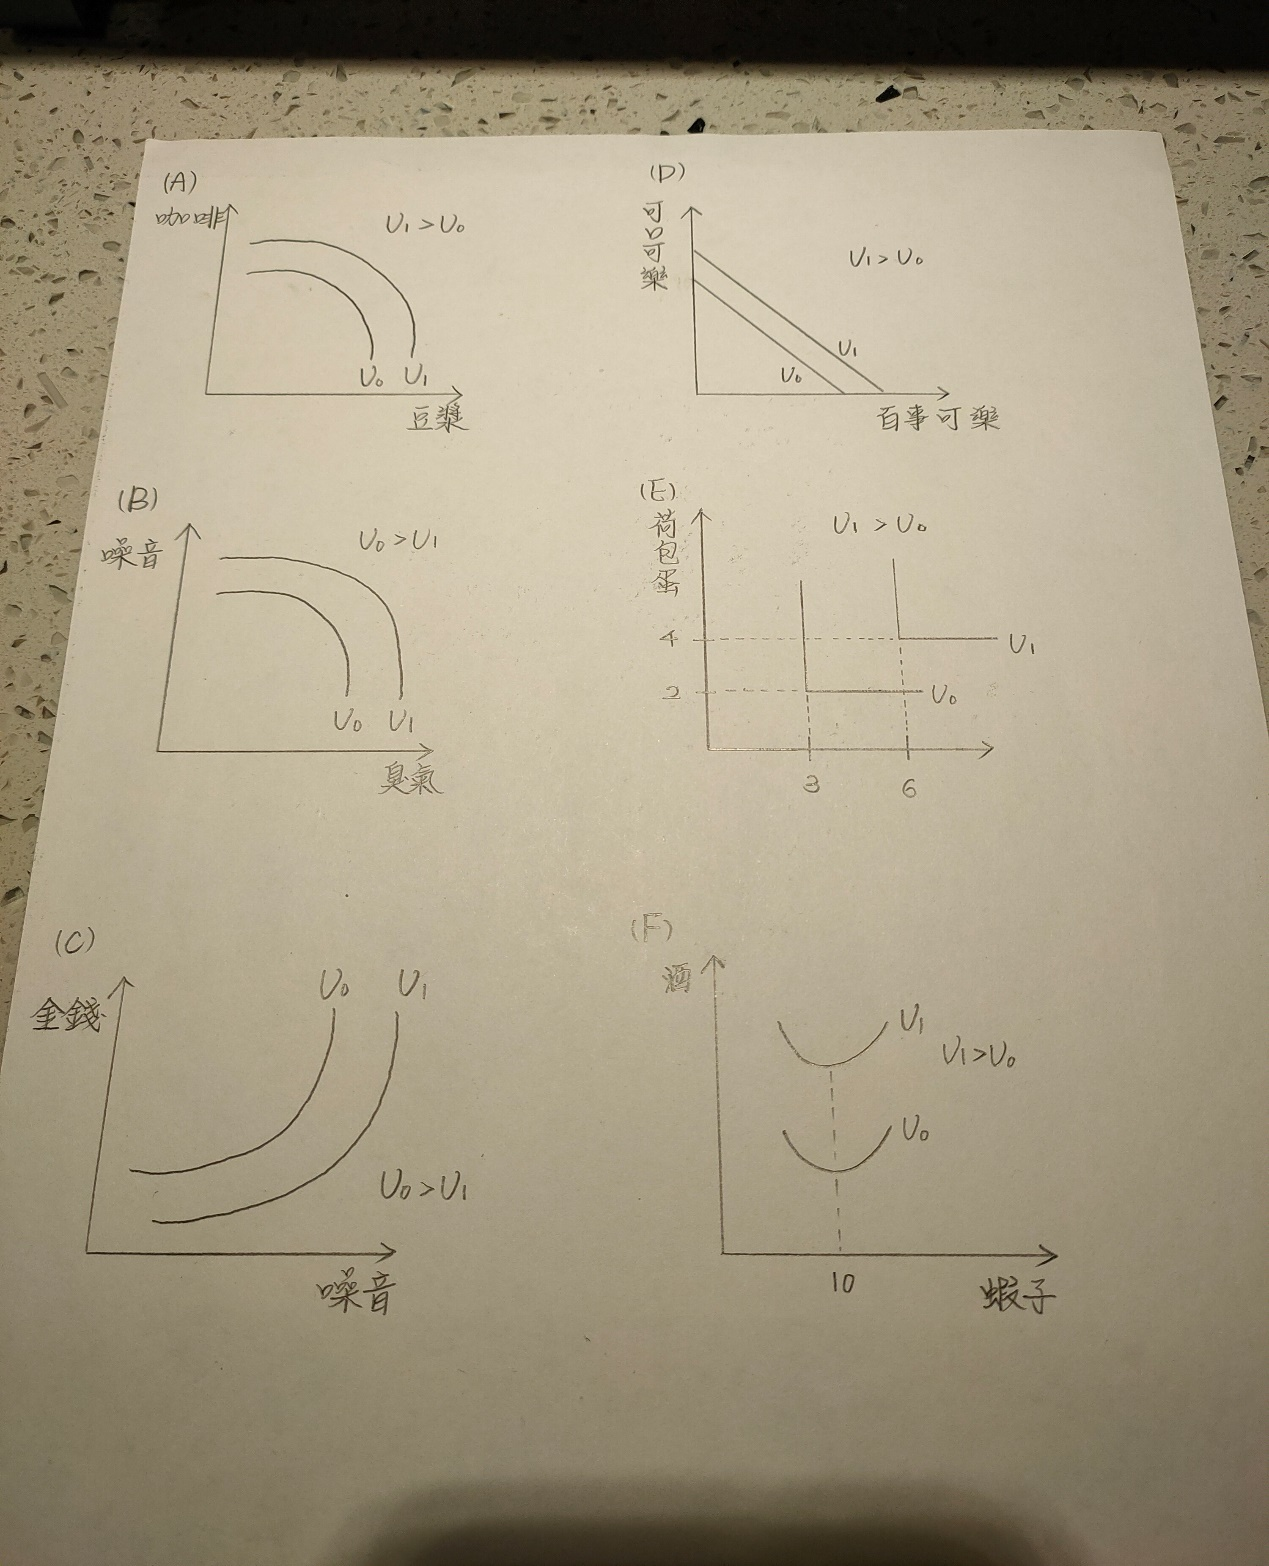 (A)
咖啡
U₁ > U₀
U₀ U₁
豆漿
(B)
噪音
U₀ > U₁
U₀ U₁
臭氣
(C)
金錢
U₀ U₁
U₀ > U₁
噪音
(D)
可口可樂
U₁ > U₀
U₁
U₀
百事可樂
(E)
荷包蛋
U₁ > U₀
4
U₁
2
U₀
3 6
(F)
酒
U₁
U₁ > U₀
U₀
10
蝦子